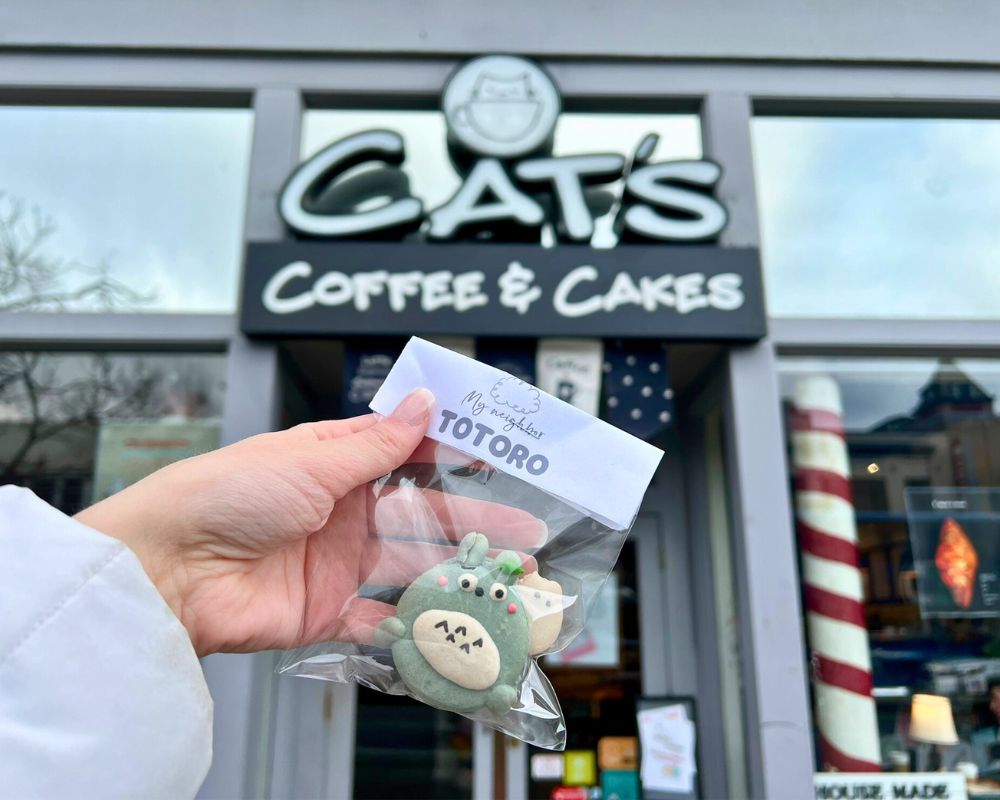 CAT'S
COFFEE & CAKES
My neighbor
TOTORO
HOUSE MADE